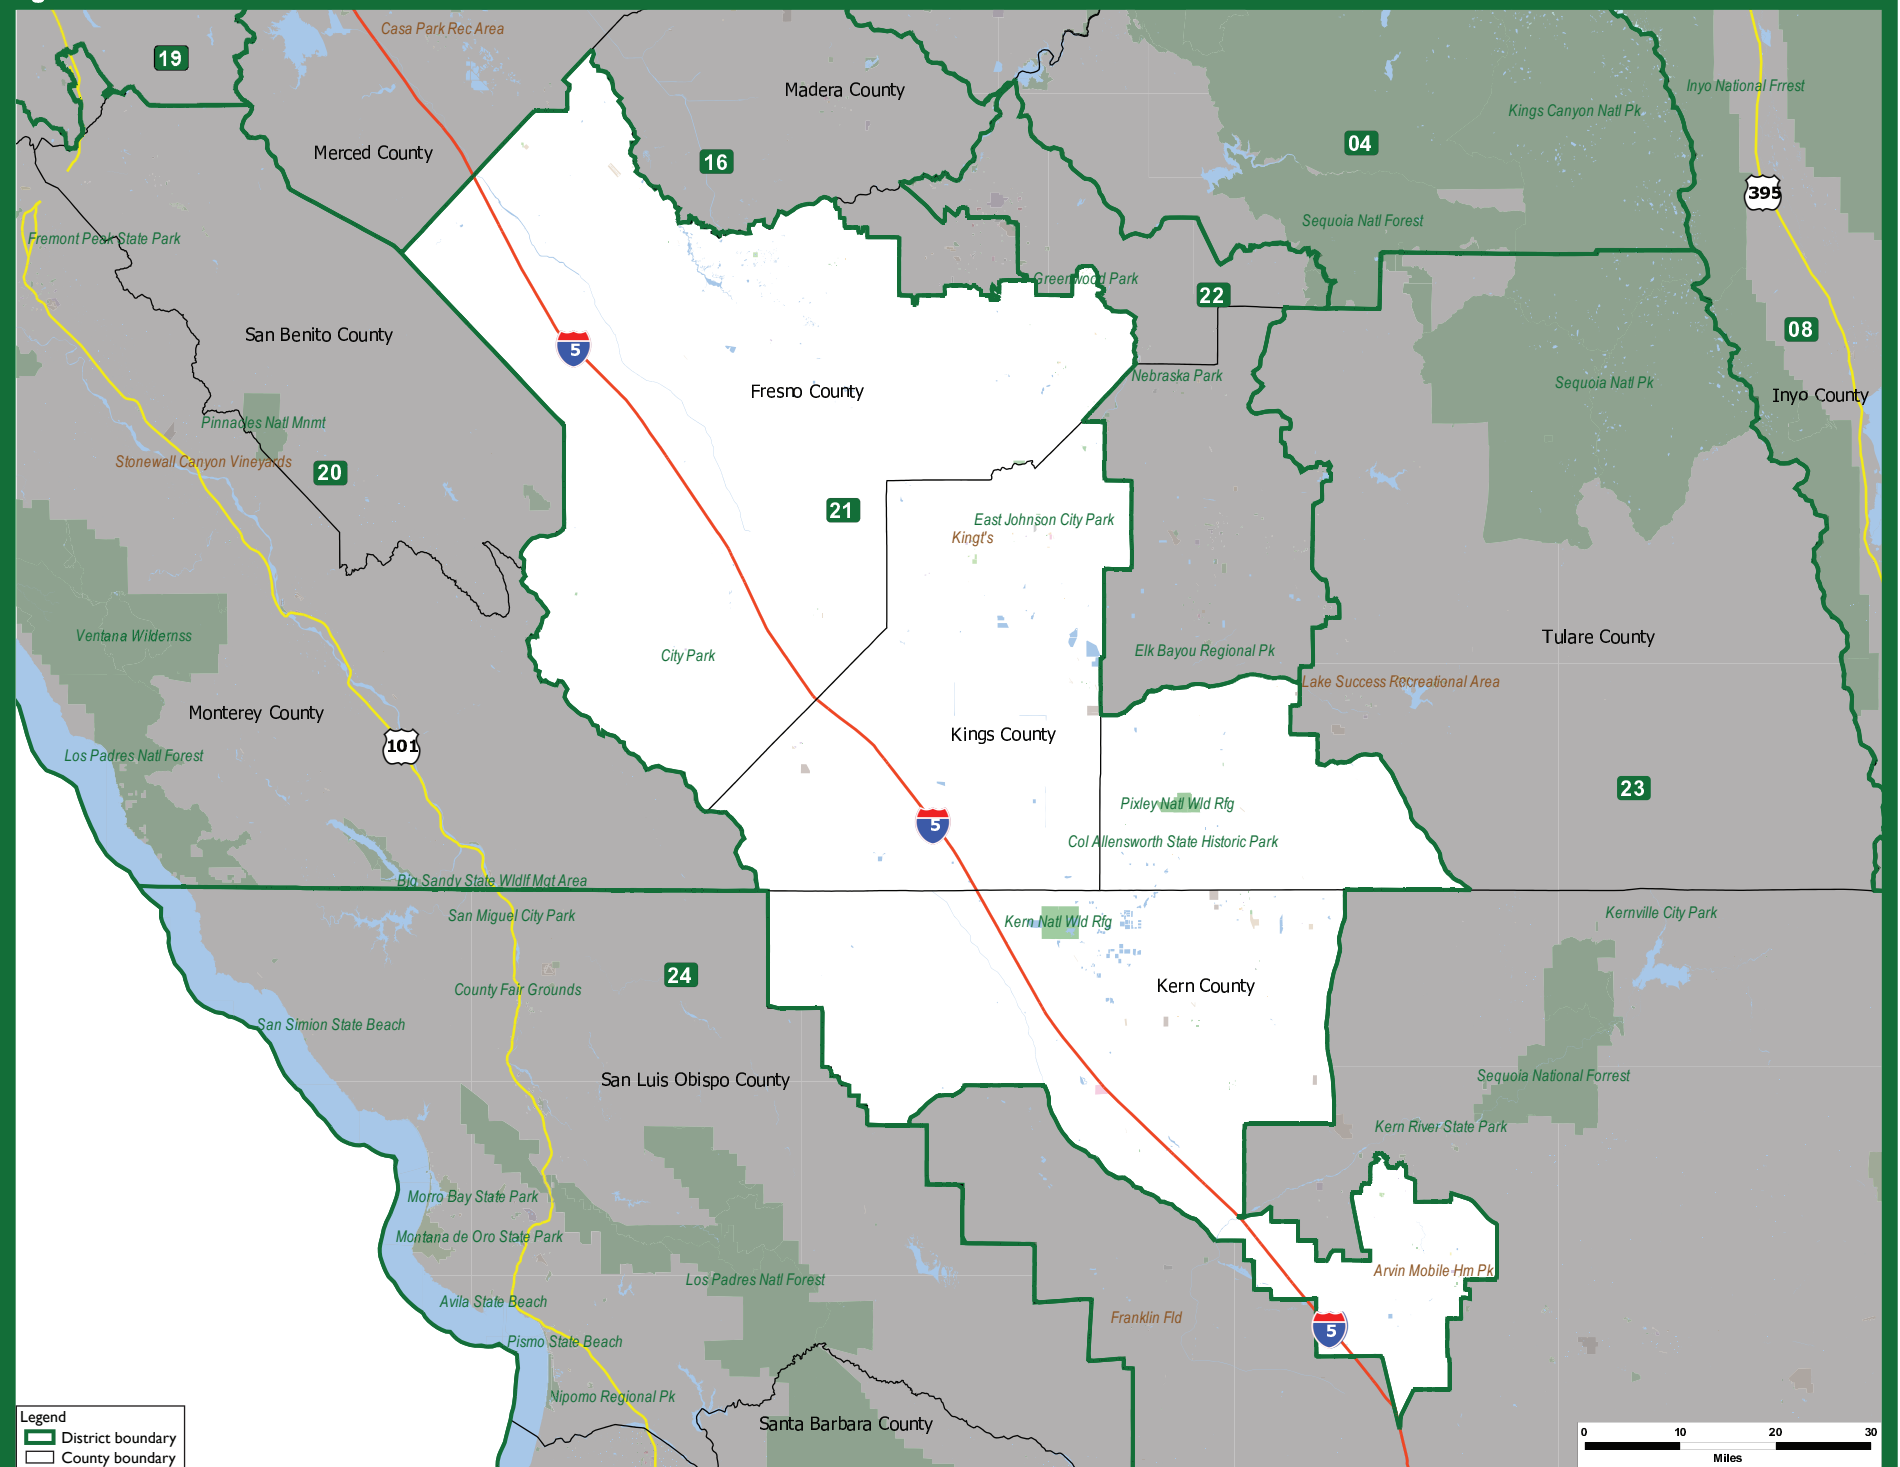 Casa Park Rec Area
19
Madera County
Inyo National Frrest
Kings Canyon Natl Pk
04
Merced County
16
395
Sequoia Natl Forest
Fremont Peak State Park
Greenwood Park
22
08
San Benito County
5
Nebraska Park
Sequoia Natl Pk
Fresno County
Inyo County
Pinnacles Natl Mnmt
Stonewall Canyon Vineyards
20
21
East Johnson City Park
Kingt's
Ventana Wildernss
Tulare County
City Park
Elk Bayou Regional Pk
Lake Success Recreational Area
Monterey County
Kings County
101
Los Padres Natl Forest
23
Pixley Natl Wld Rfg
5
Col Allensworth State Historic Park
Big Sandy State Wldlf Mgt Area
San Miguel City Park
Kern Natl Wld Rfg
Kernville City Park
24
County Fair Grounds
Kern County
San Simion State Beach
San Luis Obispo County
Sequoia National Forrest
Kern River State Park
Morro Bay State Park
Montana de Oro State Park
Los Padres Natl Forest
Arvin Mobile Hm Pk
Avila State Beach
Franklin Fld
5
Pismo State Beach
Nipomo Regional Pk
Santa Barbara County
Legend
District boundary
County boundary
0 10 20 30
Miles